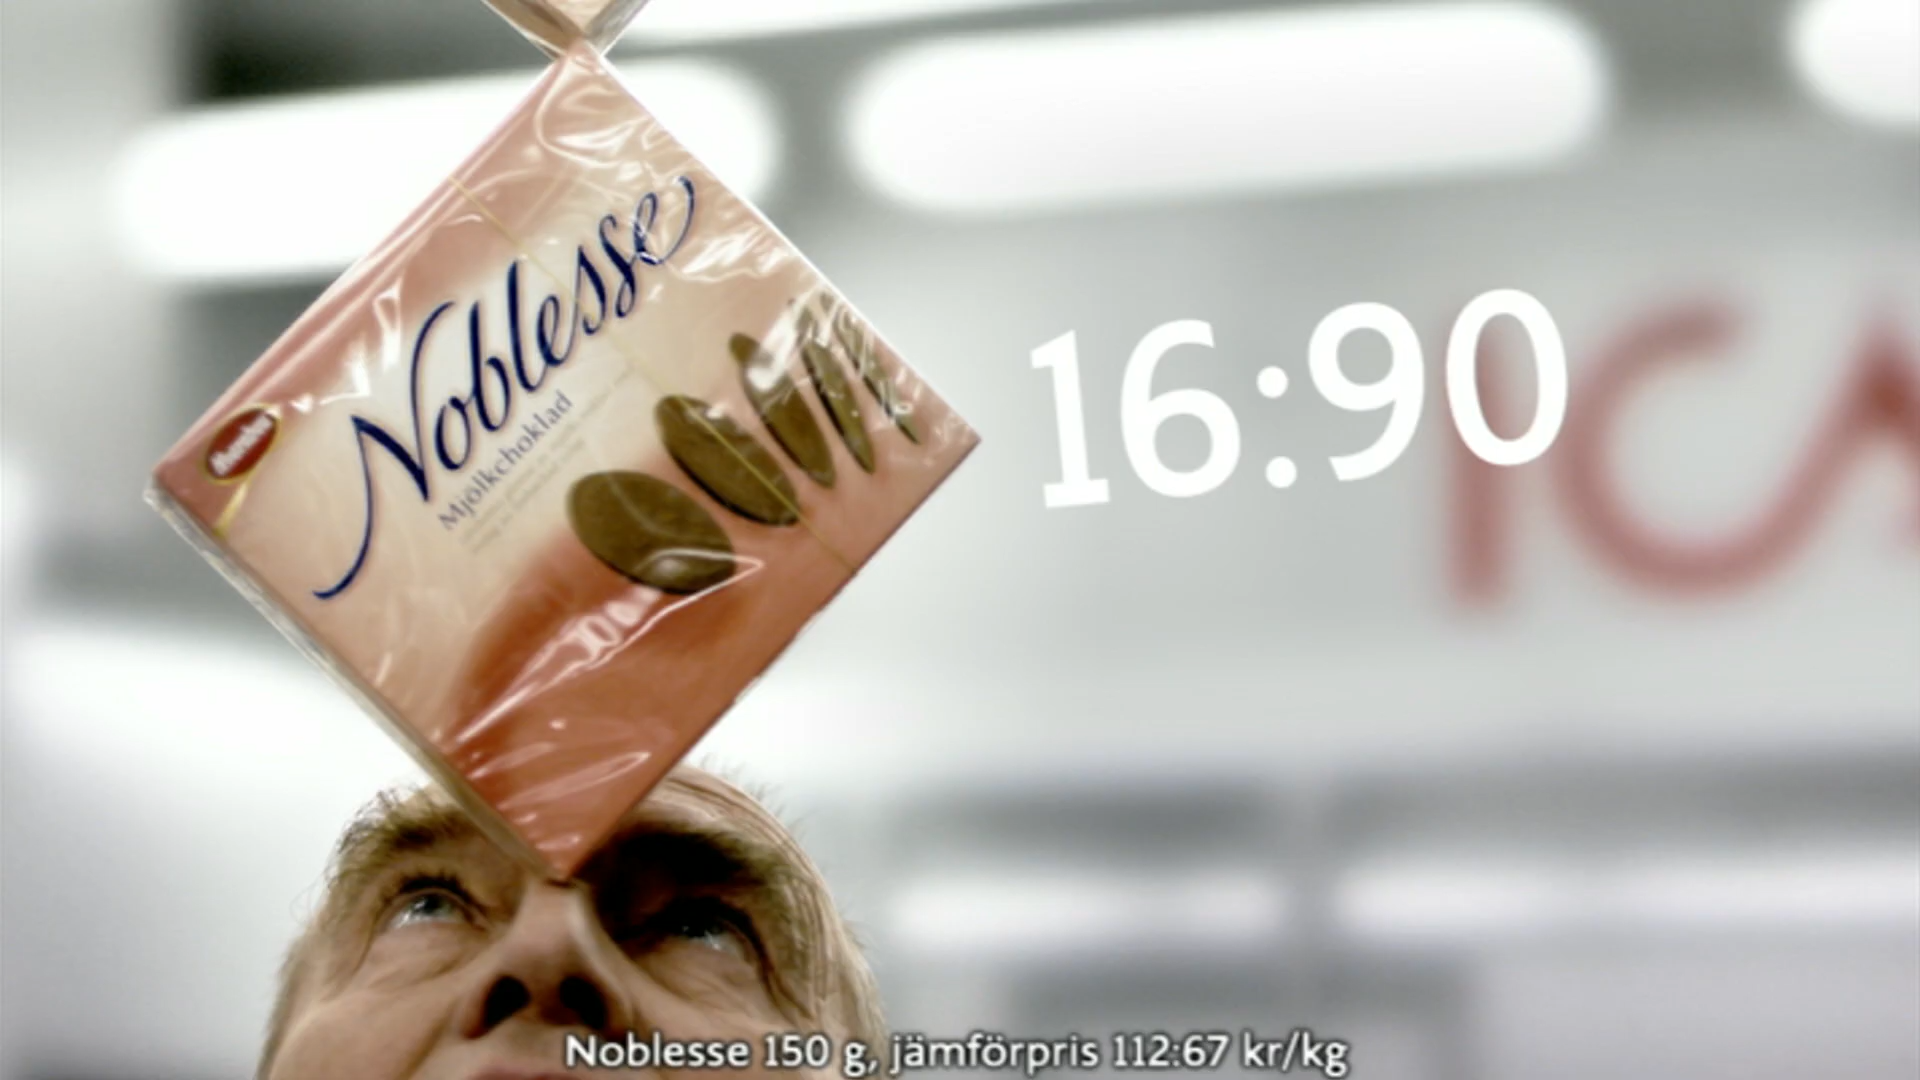 Noblesse
Mjölkchoklad
16:90
ICA
Noblesse 150 g, jämförpris 112:67 kr/kg